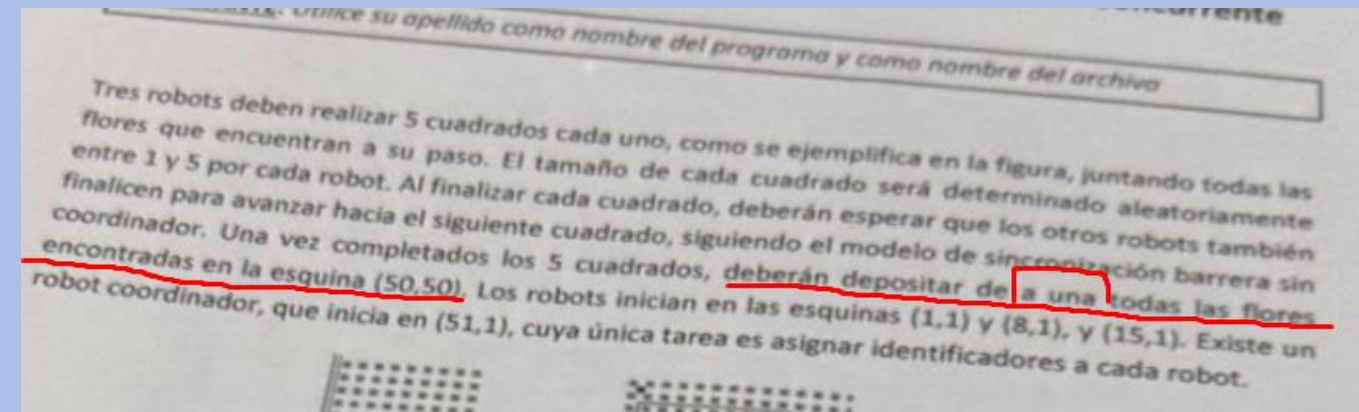 Utilice su apellido como nombre del programa y como nombre del archivo
Tres robots deben realizar 5 cuadrados cada uno, como se ejemplifica en la figura, juntando todas las
flores que encuentran a su paso. El tamaño de cada cuadrado será determinado aleatoriamente
entre 1 y 5 por cada robot. Al finalizar cada cuadrado, deberán esperar que los otros robots también
finalicen para avanzar hacia el siguiente cuadrado, siguiendo el modelo de sincronización barrera sin
coordinador. Una vez completados los 5 cuadrados, deberán depositar de a una todas las flores
encontradas en la esquina (50,50). Los robots inician en las esquinas (1,1) y (8,1), y (15,1). Existe un
robot coordinador, que inicia en (51,1), cuya única tarea es asignar identificadores a cada robot.